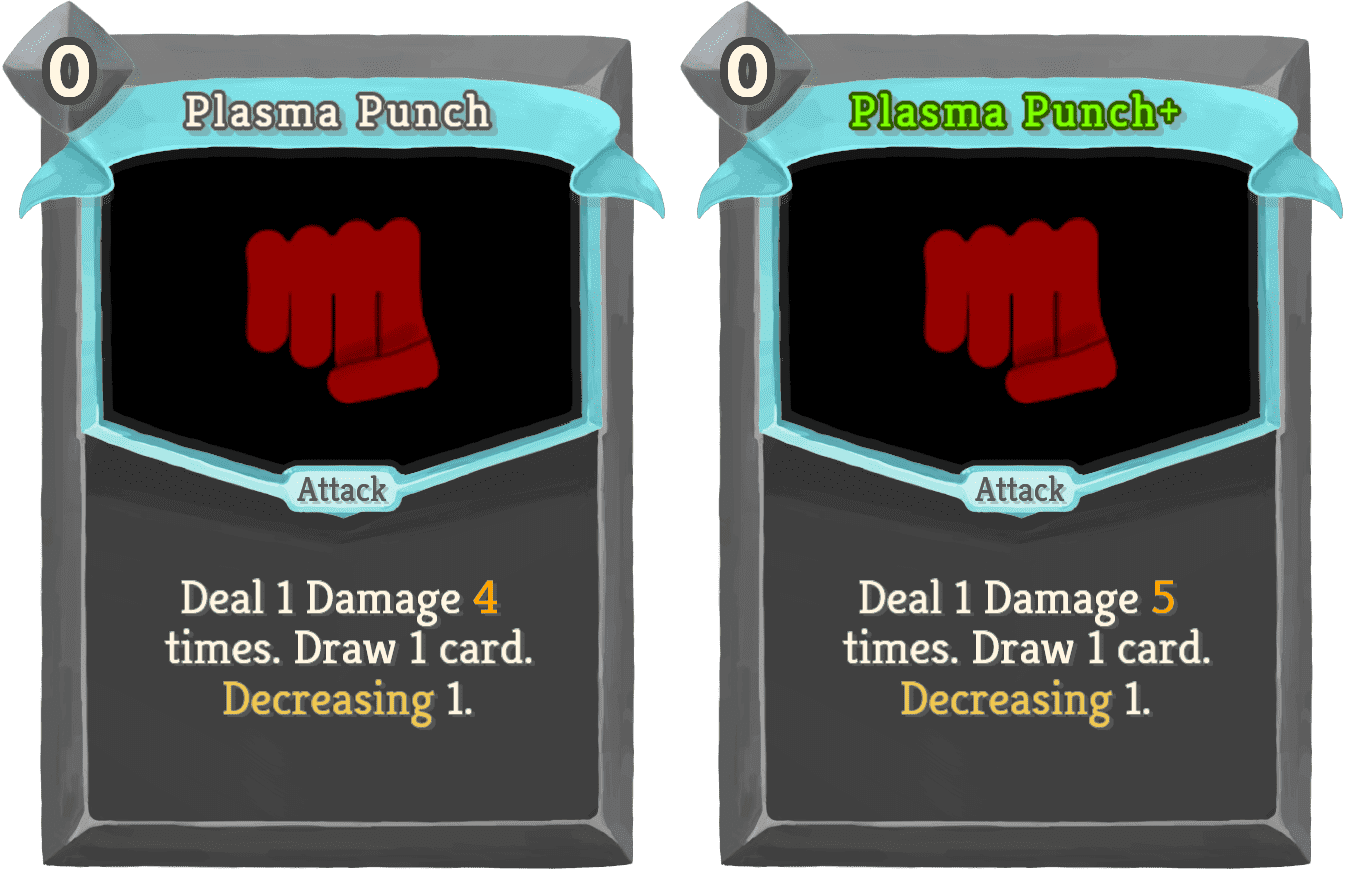 0
Plasma Punch
Attack
Deal 1 Damage 4
times. Draw 1 card.
Decreasing 1.
0
Plasma Punch+
Attack
Deal 1 Damage 5
times. Draw 1 card.
Decreasing 1.